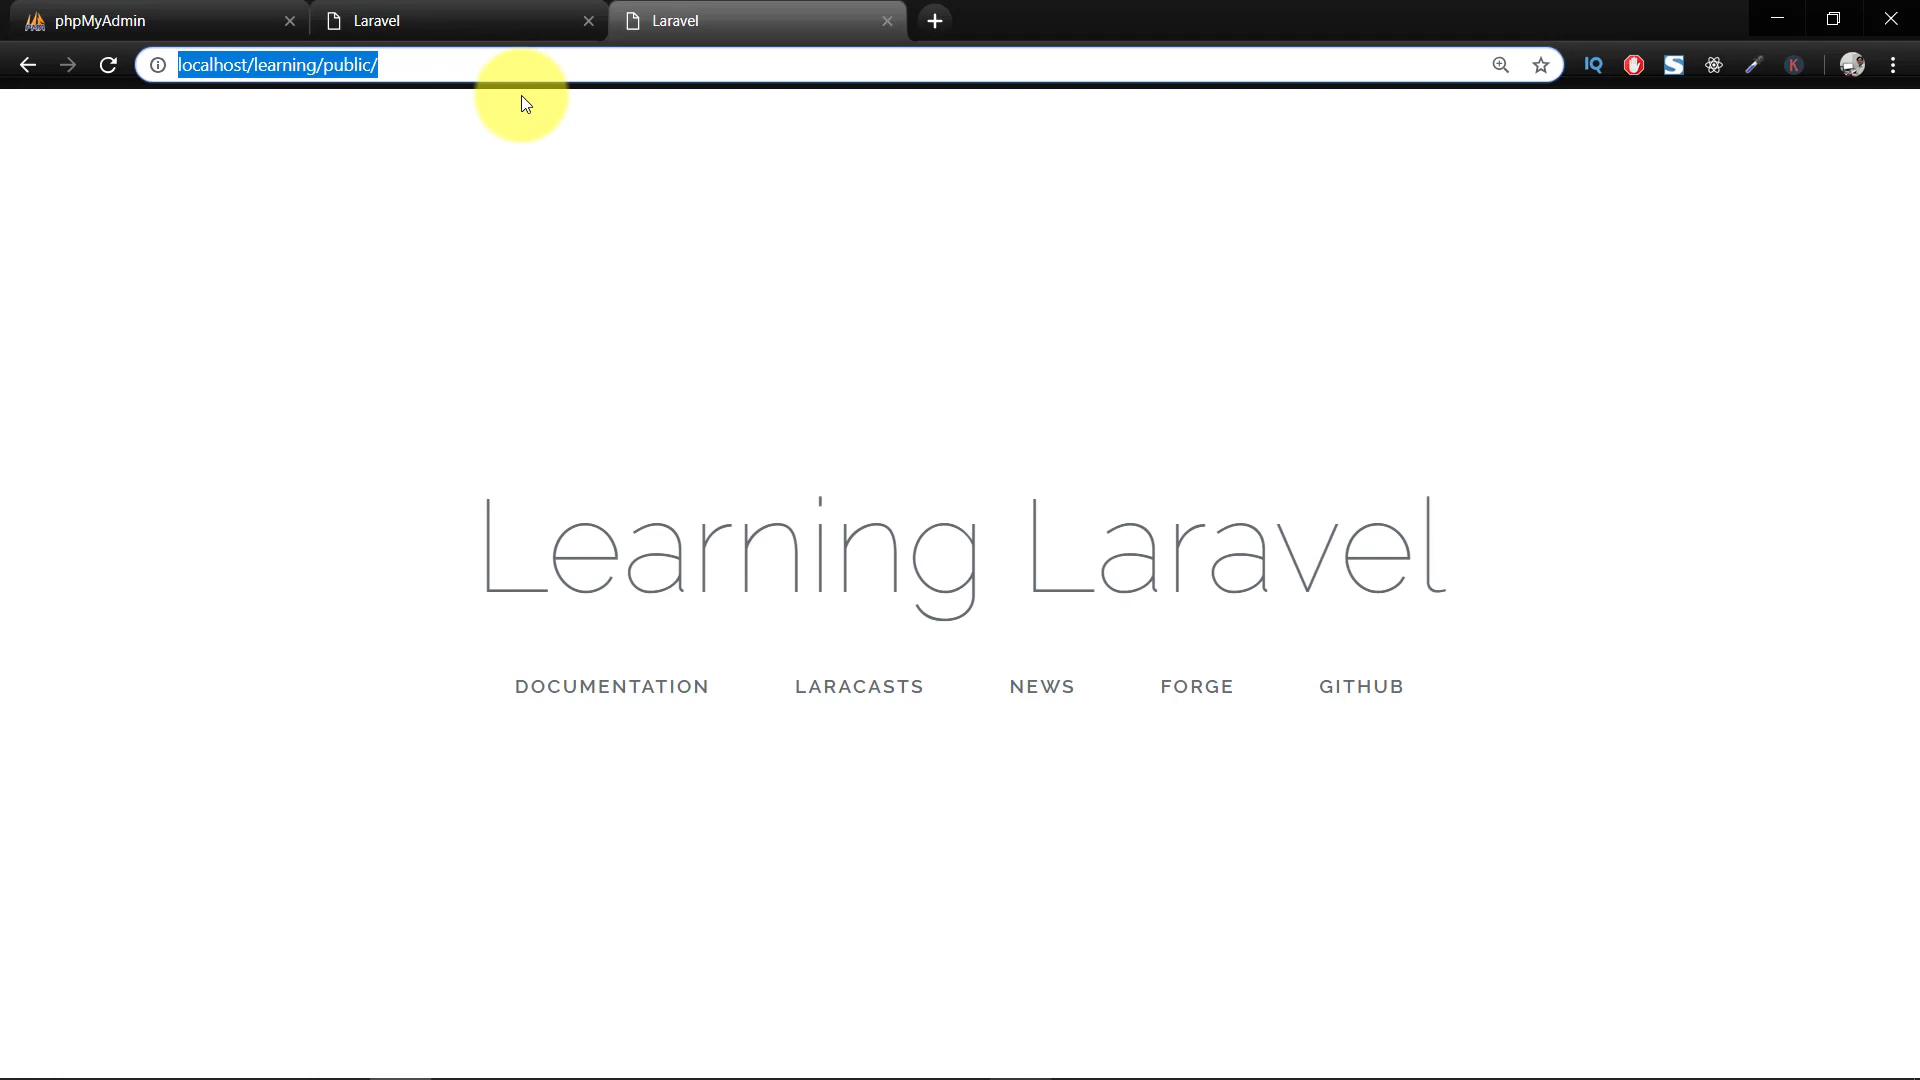 phpMyAdmin
Laravel
Laravel
localhost/learning/public/
IQ
S
K
Learning Laravel
DOCUMENTATION LARACASTS NEWS FORGE GITHUB